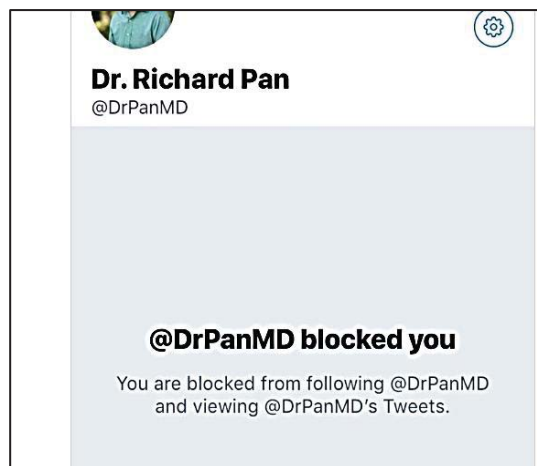 Dr. Richard Pan
@DrPanMD
@DrPanMD blocked you
You are blocked from following @DrPanMD
and viewing @DrPanMD's Tweets.